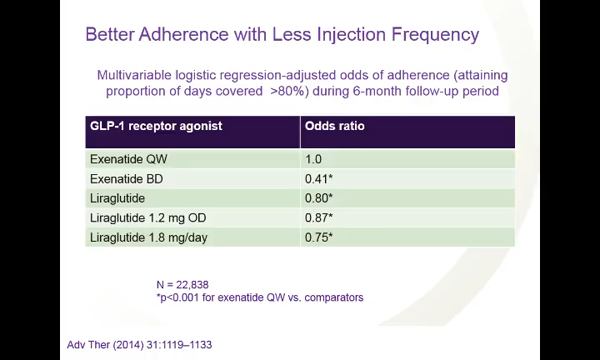 Better Adherence with Less Injection Frequency
Multivariable logistic regression-adjusted odds of adherence (attaining
proportion of days covered >80%) during 6-month follow-up period
GLP-1 receptor agonist Odds ratio
Exenatide QW 1.0
Exenatide BD 0.41*
Liraglutide 0.80*
Liraglutide 1.2 mg OD 0.87*
Liraglutide 1.8 mg/day 0.75*
N = 22,838
*p<0.001 for exenatide QW vs. comparators
Adv Ther (2014) 31:1119–1133